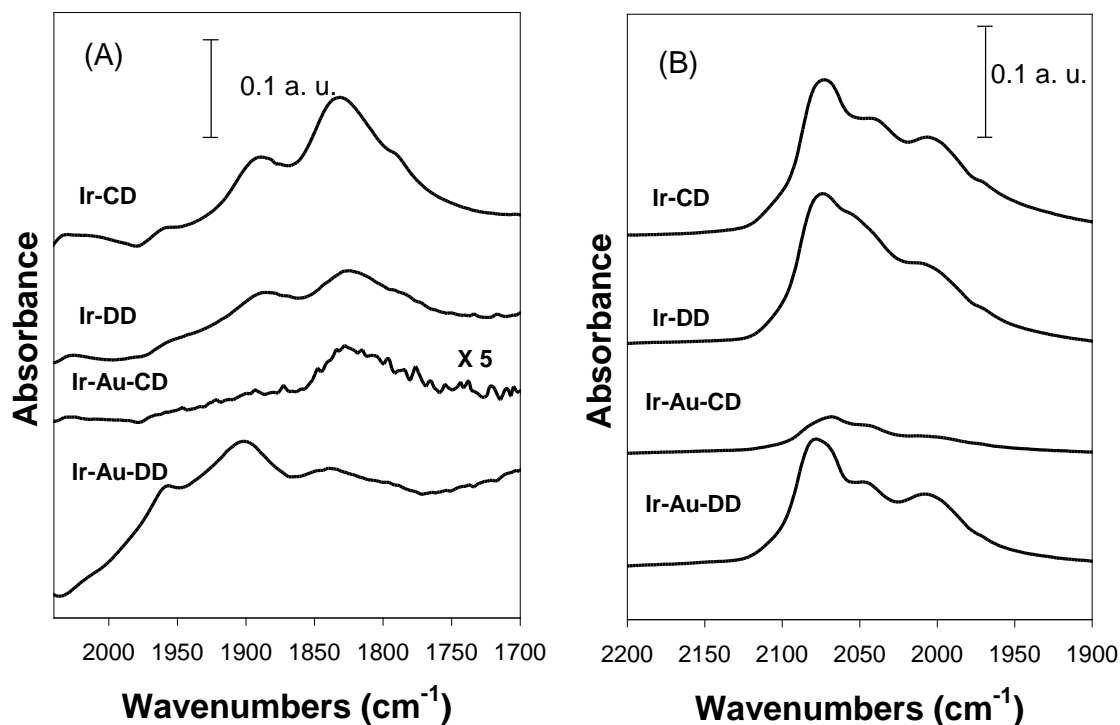 (A)
0.1 a. u.
Ir-CD
Ir-DD
X 5
Ir-Au-CD
Ir-Au-DD
Absorbance
2000 1950 1900 1850 1800 1750 1700
Wavenumbers (cm⁻¹)
(B)
0.1 a. u.
Ir-CD
Ir-DD
Ir-Au-CD
Ir-Au-DD
Absorbance
2200 2150 2100 2050 2000 1950 1900
Wavenumbers (cm⁻¹)